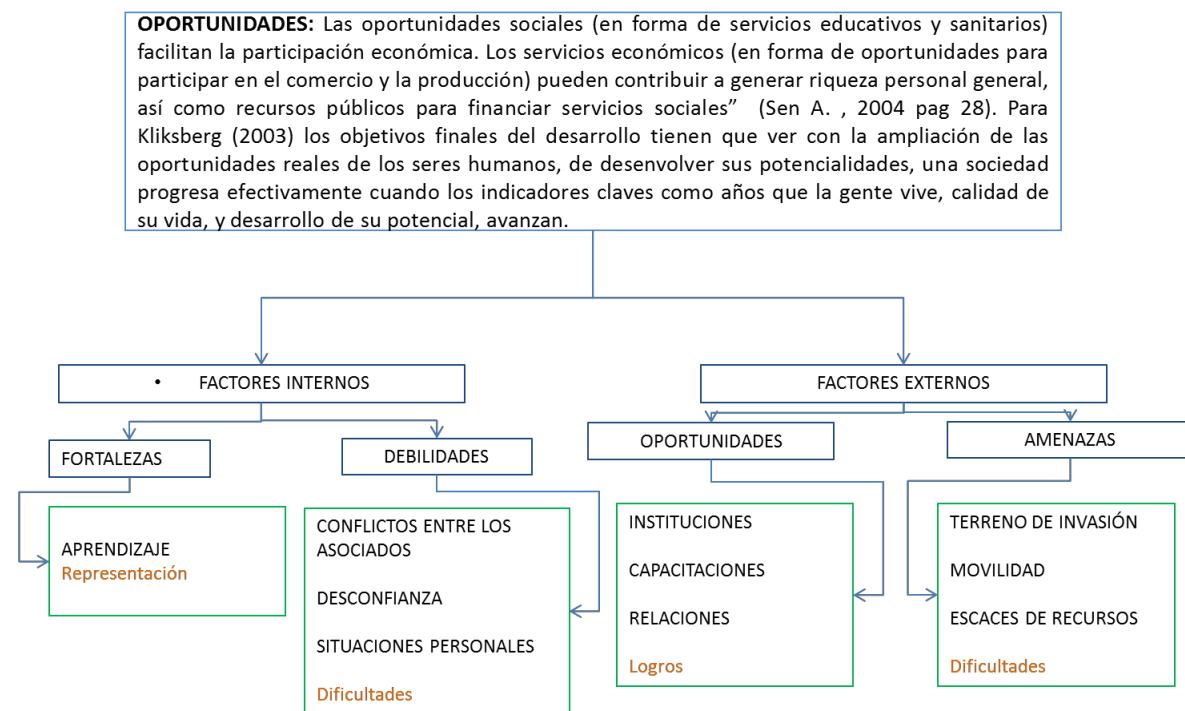 OPORTUNIDADES: Las oportunidades sociales (en forma de servicios educativos y sanitarios)
facilitan la participación económica. Los servicios económicos (en forma de oportunidades para
participar en el comercio y la producción) pueden contribuir a generar riqueza personal general,
así como recursos públicos para financiar servicios sociales” (Sen A. , 2004 pag 28). Para
Kliksberg (2003) los objetivos finales del desarrollo tienen que ver con la ampliación de las
oportunidades reales de los seres humanos, de desenvolver sus potencialidades, una sociedad
progresa efectivamente cuando los indicadores claves como años que la gente vive, calidad de
su vida, y desarrollo de su potencial, avanzan.
• FACTORES INTERNOS
FACTORES EXTERNOS
FORTALEZAS
DEBILIDADES
OPORTUNIDADES
AMENAZAS
APRENDIZAJE
Representación
CONFLICTOS ENTRE LOS
ASOCIADOS
DESCONFIANZA
SITUACIONES PERSONALES
Dificultades
INSTITUCIONES
CAPACITACIONES
RELACIONES
Logros
TERRENO DE INVASIÓN
MOVILIDAD
ESCACES DE RECURSOS
Dificultades